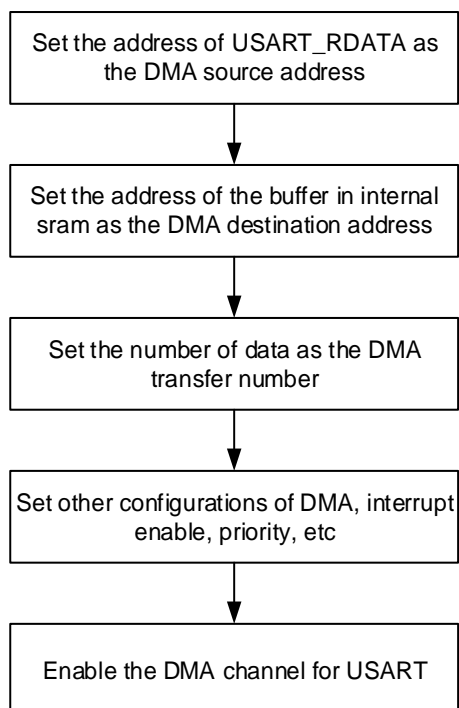 Set the address of USART_RDATA as
the DMA source address
Set the address of the buffer in internal
sram as the DMA destination address
Set the number of data as the DMA
transfer number
Set other configurations of DMA, interrupt
enable, priority, etc
Enable the DMA channel for USART